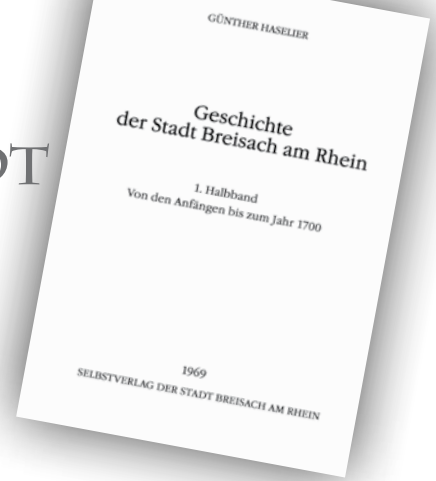 GÜNTHER HASELIER
Geschichte
der Stadt Breisach am Rhein
1. Halbband
Von den Anfängen bis zum Jahr 1700
1969
SELBSTVERLAG DER STADT BREISACH AM RHEIN